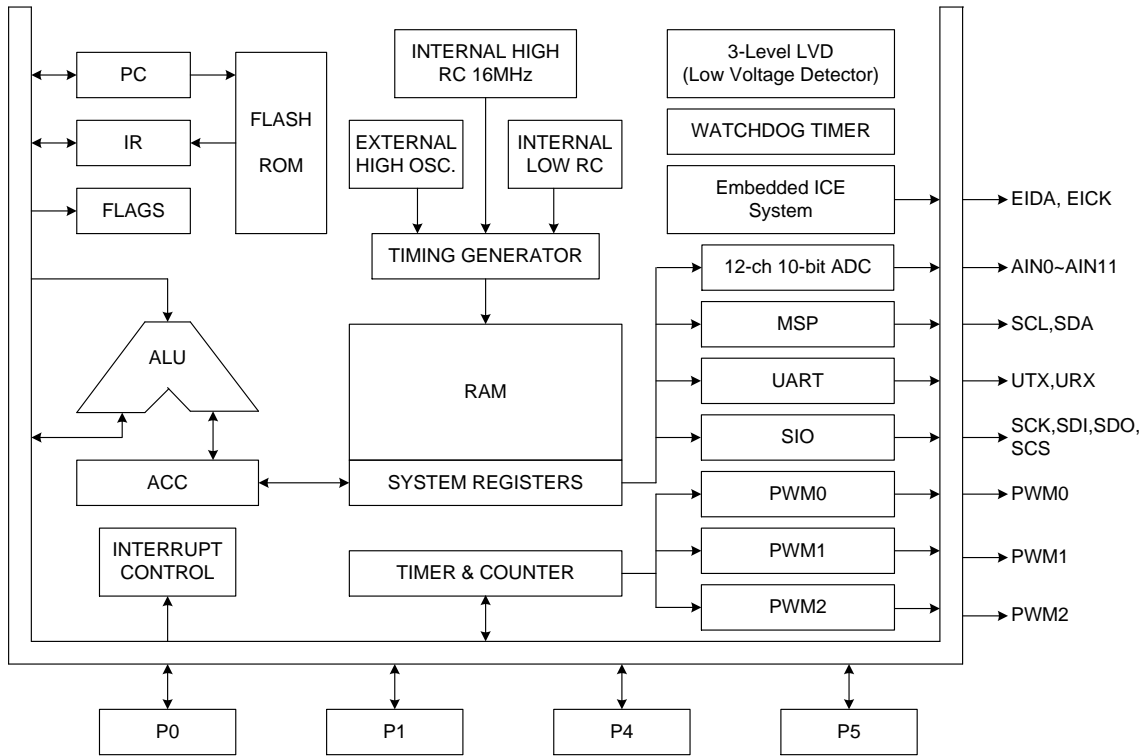 PC
IR
FLAGS
FLASH
ROM
INTERNAL HIGH
RC 16MHz
EXTERNAL
HIGH OSC.
INTERNAL
LOW RC
TIMING GENERATOR
3-Level LVD
(Low Voltage Detector)
WATCHDOG TIMER
Embedded ICE
System
EIDA, EICK
12-ch 10-bit ADC
AIN0~AIN11
MSP
SCL,SDA
UART
UTX,URX
SIO
SCK,SDI,SDO,
SCS
ALU
RAM
ACC
SYSTEM REGISTERS
PWM0
PWM0
INTERRUPT
CONTROL
TIMER & COUNTER
PWM1
PWM1
PWM2
PWM2
P0
P1
P4
P5